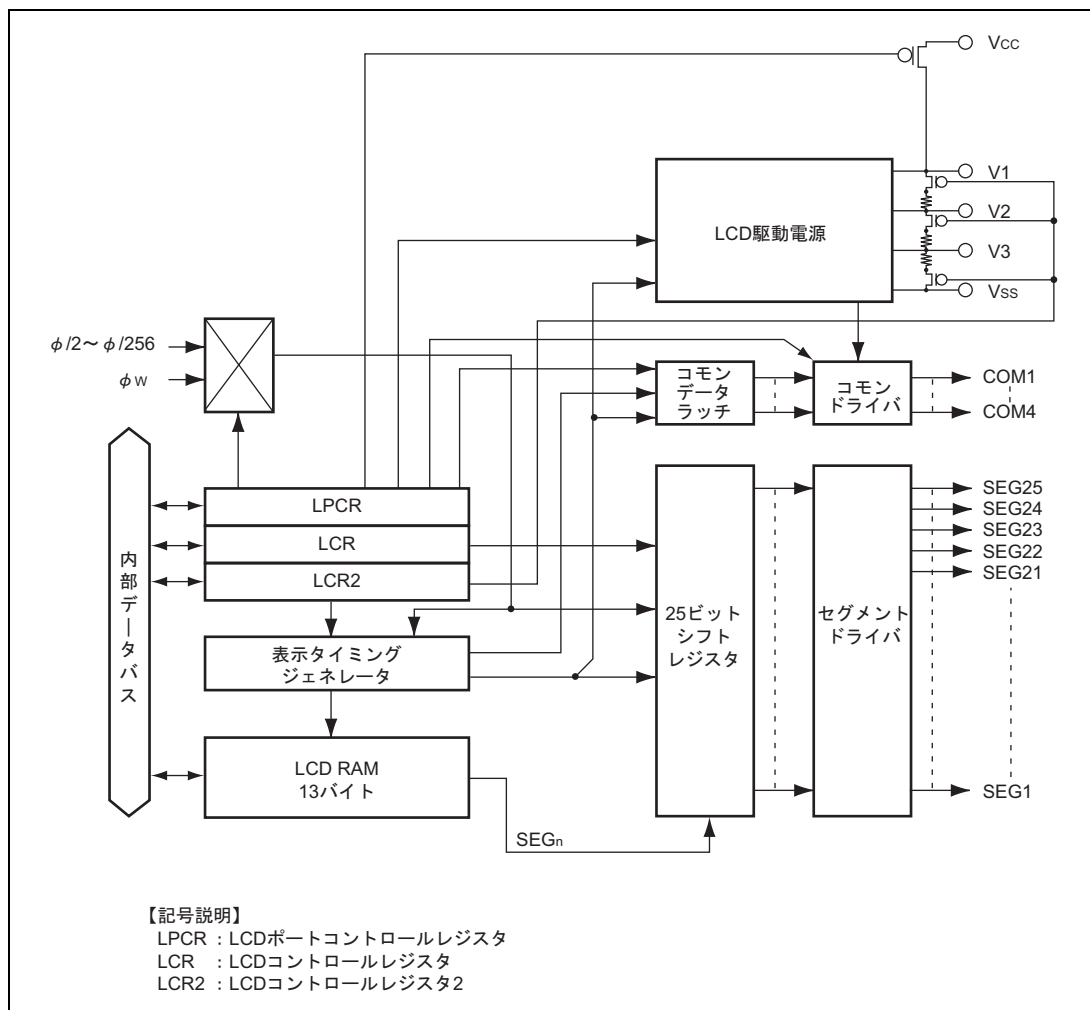 VCC
V1
V2
V3
VSS
LCD駆動電源
φ/2～φ/256
φW
コモン
データ
ラッチ
コモン
ドライバ
COM1
COM4
内部データバス
LPCR
LCR
LCR2
表示タイミング
ジェネレータ
LCD RAM
13バイト
SEGn
25ビット
シフト
レジスタ
セグメント
ドライバ
SEG25
SEG24
SEG23
SEG22
SEG21
SEG1
【記号説明】
LPCR ：LCDポートコントロールレジスタ
LCR ：LCDコントロールレジスタ
LCR2 ：LCDコントロールレジスタ2